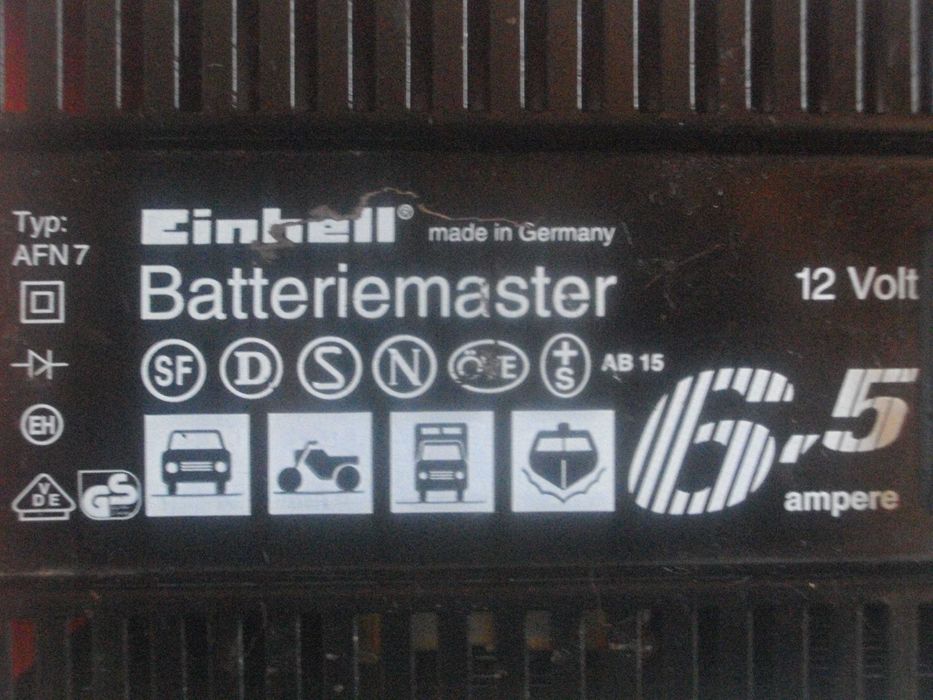 Typ:
AFN 7
EH
VDE
GS
Einhell® made in Germany
Batteriemaster
SF D S N ÖVE +S AB 15
12 Volt
6,5
ampere